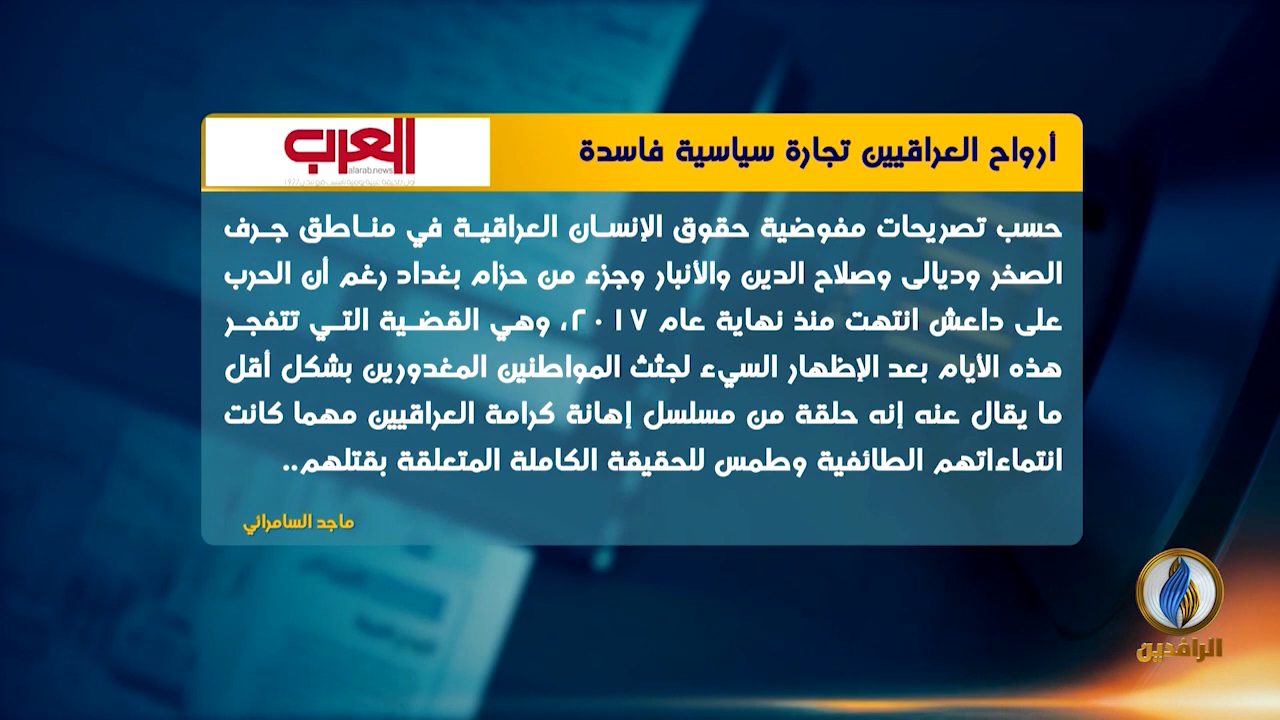 أرواح العراقيين تجارة سياسية فاسدة
العرب
alarab.news
حسب تصريحات مفوضية حقوق الإنسان العراقية في مناطق جرف
الصخر وديالى وصلاح الدين والأنبار وجزء من حزام بغداد رغم أن الحرب
على داعش انتهت منذ نهاية عام ٢٠١٧، وهي القضية التي تتفجر
هذه الأيام بعد الإظهار السيء لجثث المواطنين المغدورين بشكل أقل
ما يقال عنه إنه حلقة من مسلسل إهانة كرامة العراقيين مهما كانت
انتماءاتهم الطائفية وطمس للحقيقة الكاملة المتعلقة بقتلهم..
ماجد السامرائي
الرافدين